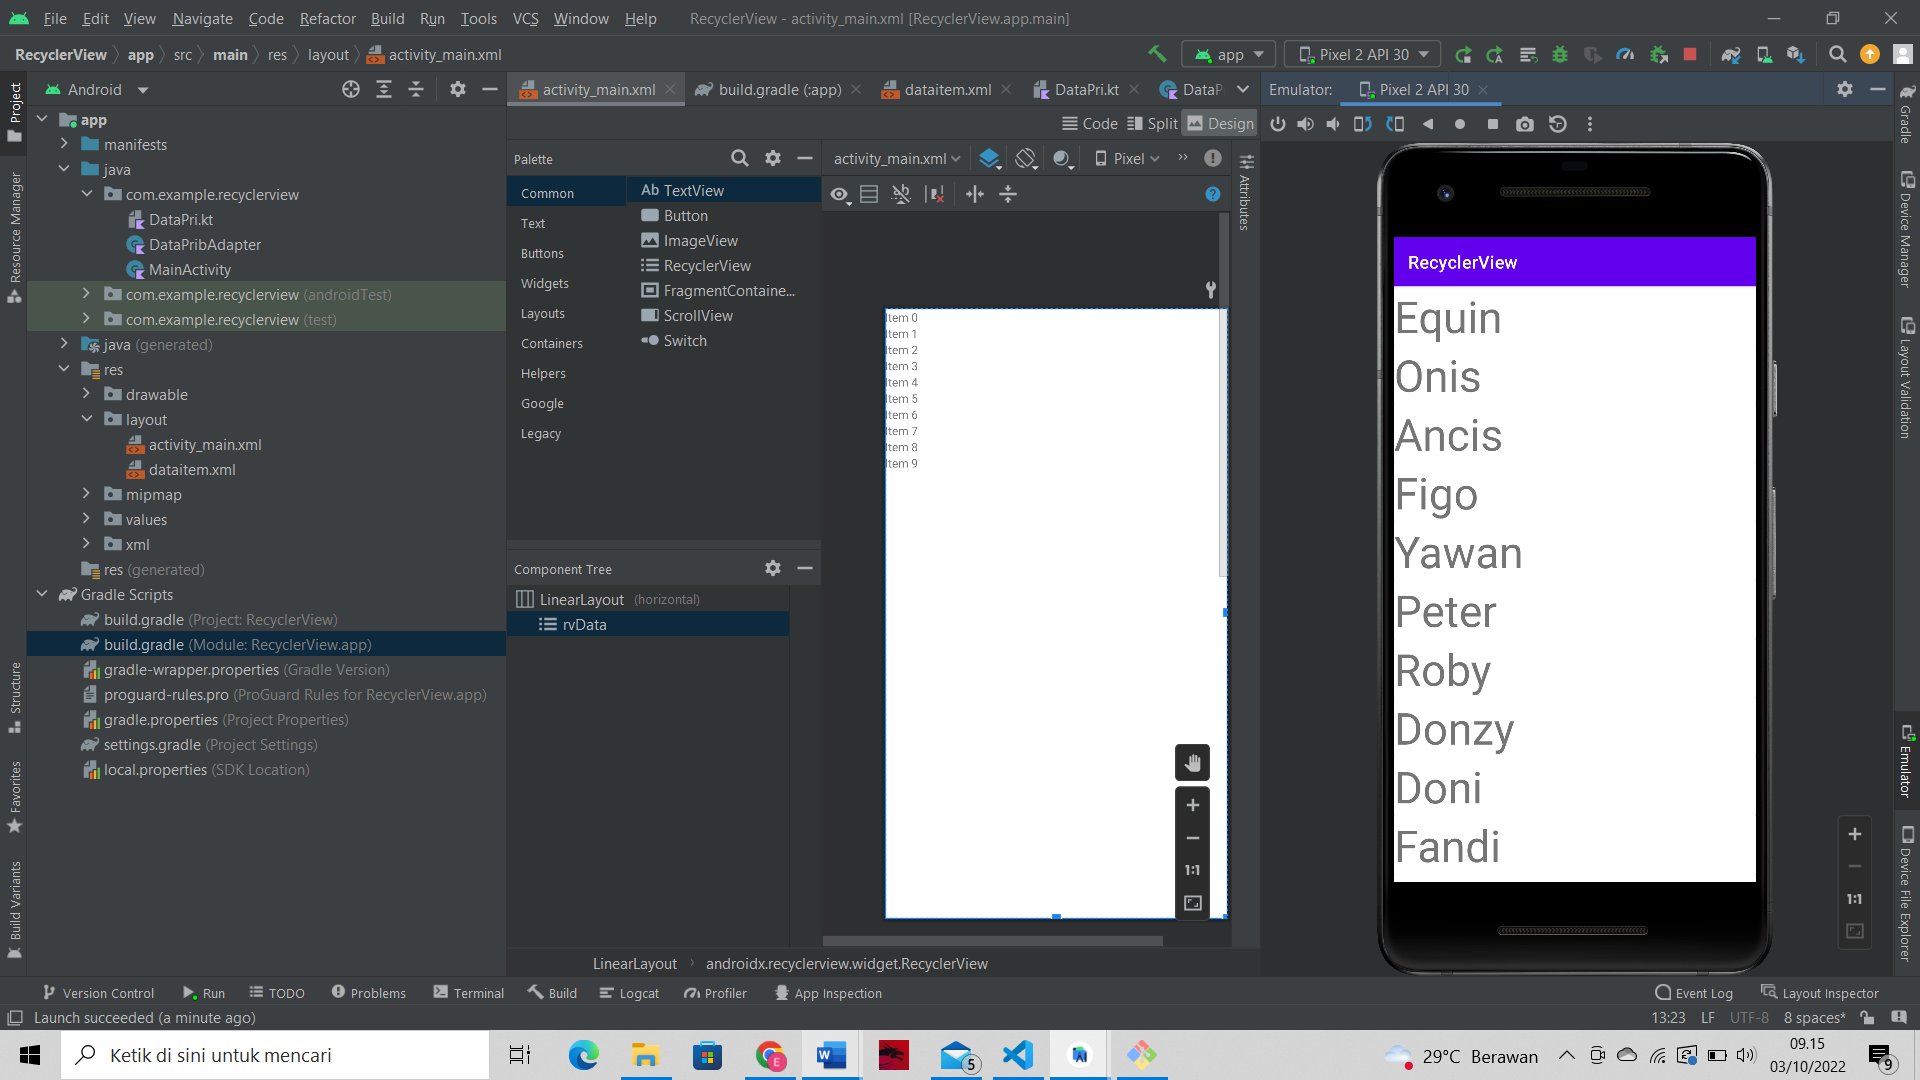 File Edit View Navigate Code Refactor Build Run Tools VCS Window Help RecyclerView - activity_main.xml [RecyclerView.app.main]
RecyclerView app src main res layout activity_main.xml app Pixel 2 API 30
Project
Android
activity_main.xml build.gradle (:app) dataitem.xml DataPri.kt DataP
Emulator: Pixel 2 API 30
Code Split Design
app
manifests
java
com.example.recyclerview
DataPri.kt
DataPribAdapter
MainActivity
com.example.recyclerview (androidTest)
com.example.recyclerview (test)
java (generated)
res
drawable
layout
activity_main.xml
dataitem.xml
mipmap
values
xml
res (generated)
Gradle Scripts
build.gradle (Project: RecyclerView)
build.gradle (Module: RecyclerView.app)
gradle-wrapper.properties (Gradle Version)
proguard-rules.pro (ProGuard Rules for RecyclerView.app)
gradle.properties (Project Properties)
settings.gradle (Project Settings)
local.properties (SDK Location)
Resource Manager
Structure
Favorites
Build Variants
Palette
Common
Text
Buttons
Widgets
Layouts
Containers
Helpers
Google
Legacy
Ab TextView
Button
ImageView
RecyclerView
FragmentContaine...
ScrollView
Switch
Component Tree
LinearLayout (horizontal)
rvData
activity_main.xml Pixel
Attributes
Item 0
Item 1
Item 2
Item 3
Item 4
Item 5
Item 6
Item 7
Item 8
Item 9
1:1
LinearLayout androidx.recyclerview.widget.RecyclerView
RecyclerView
Equin
Onis
Ancis
Figo
Yawan
Peter
Roby
Donzy
Doni
Fandi
1:1
Gradle
Device Manager
Layout Validation
Emulator
Device File Explorer
Version Control Run TODO Problems Terminal Build Logcat Profiler App Inspection Event Log Layout Inspector
Launch succeeded (a minute ago) 13:23 LF UTF-8 8 spaces*
Ketik di sini untuk mencari
5
29°C Berawan
09.15
03/10/2022
9